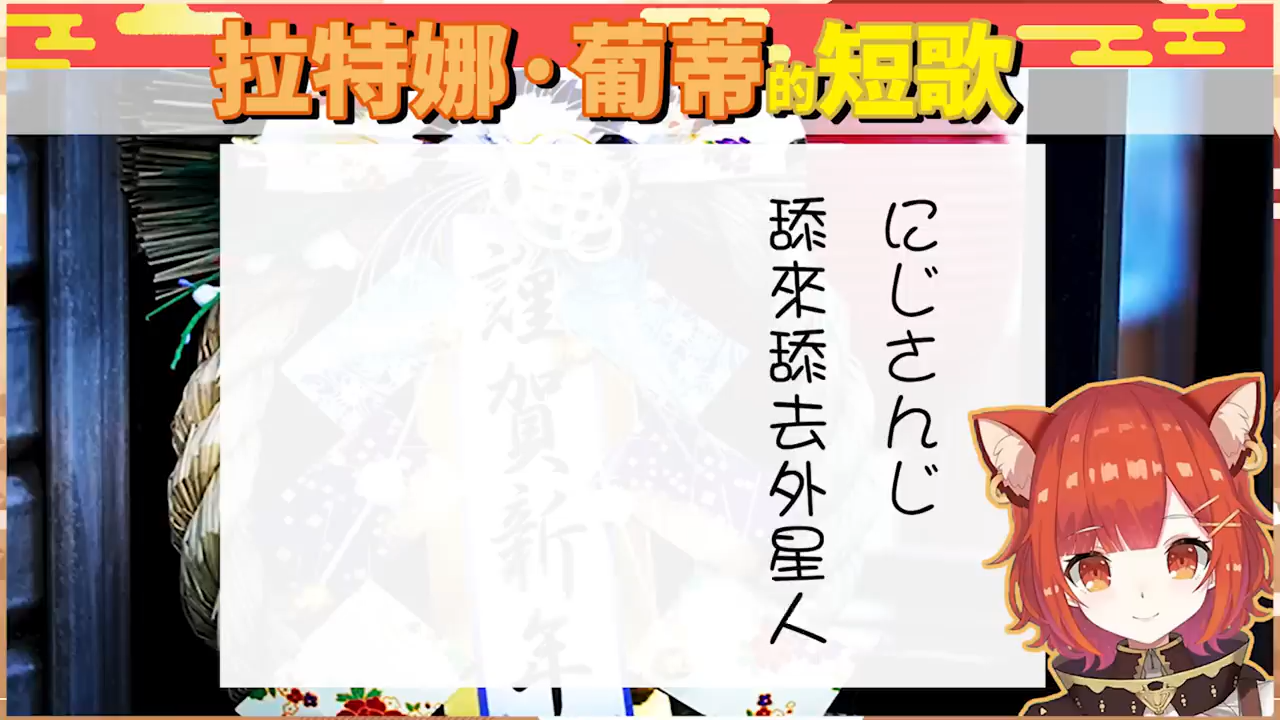 拉特娜·葡蒂的短歌
にじさんじ
舔來舔去外星人
謹賀新年